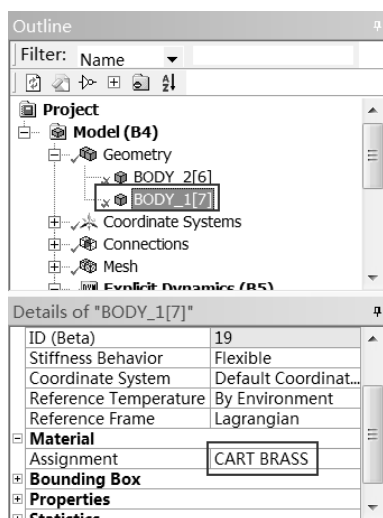 Outline
Filter: Name
Project
Model (B4)
Geometry
BODY_2[6]
BODY_1[7]
Coordinate Systems
Connections
Mesh
Explicit Dynamics (B5)
Details of "BODY_1[7]"
ID (Beta) 19
Stiffness Behavior Flexible
Coordinate System Default Coordinat...
Reference Temperature By Environment
Reference Frame Lagrangian
Material
Assignment CART BRASS
Bounding Box
Properties
Statistics